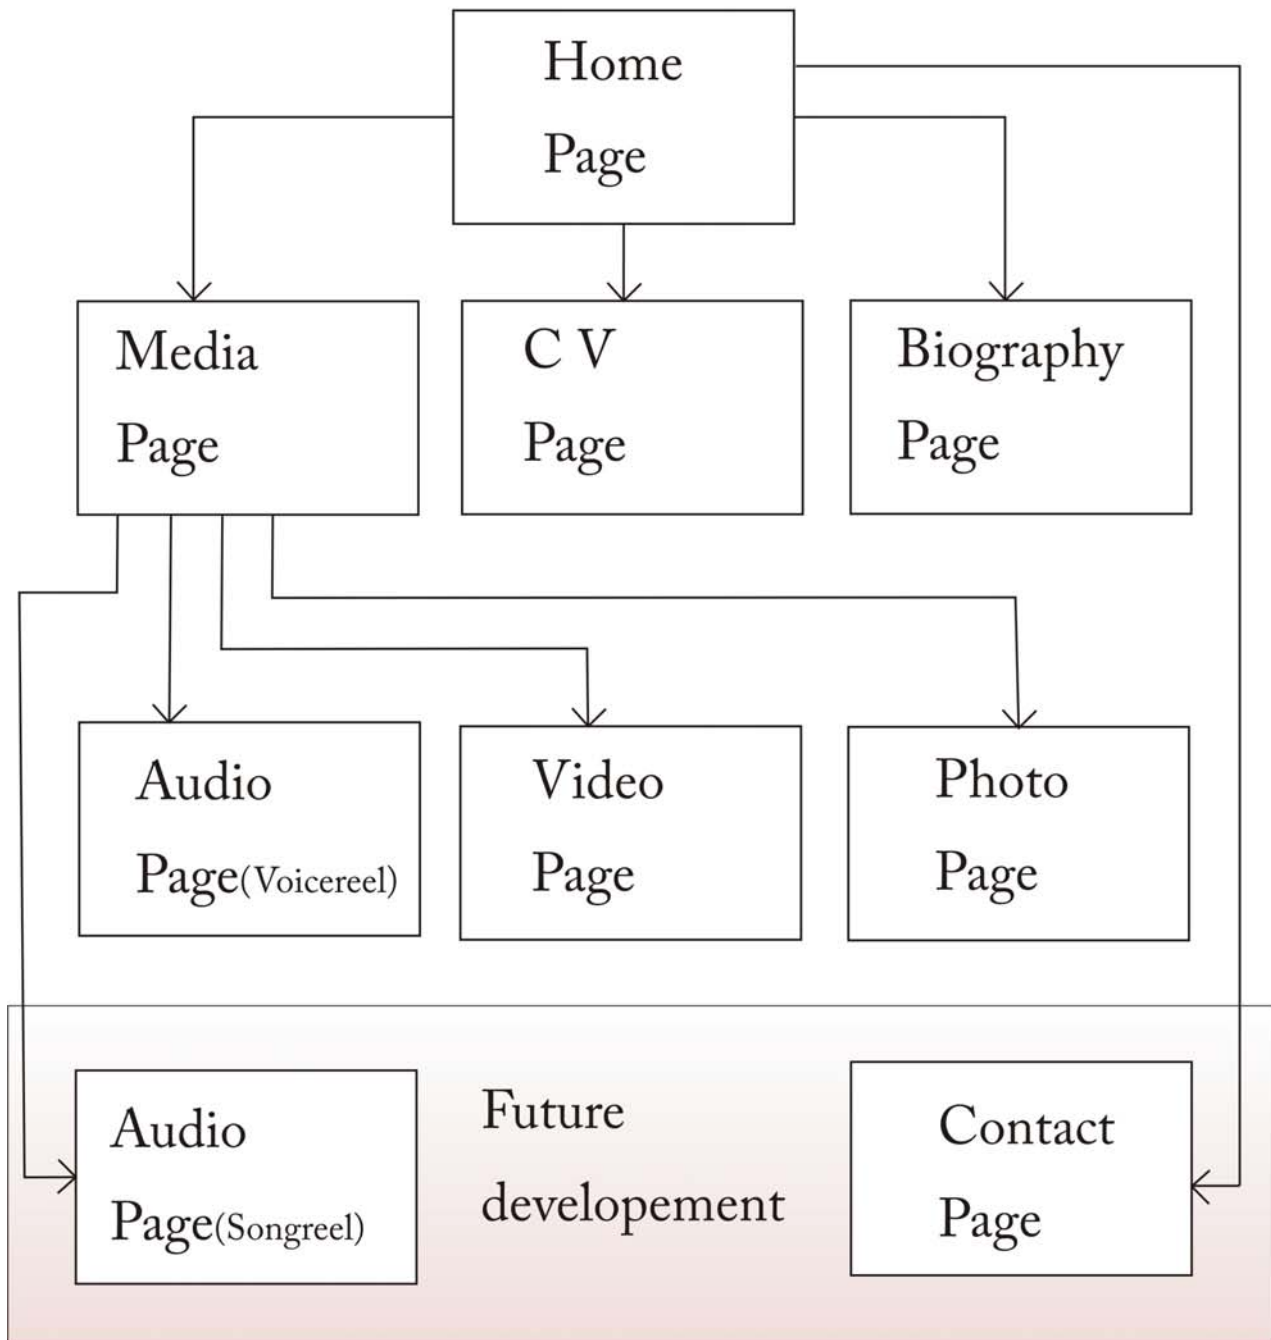 Home
Page
Media
Page
C V
Page
Biography
Page
Audio
Page(Voicereel)
Video
Page
Photo
Page
Audio
Page(Songreel)
Future
developement
Contact
Page